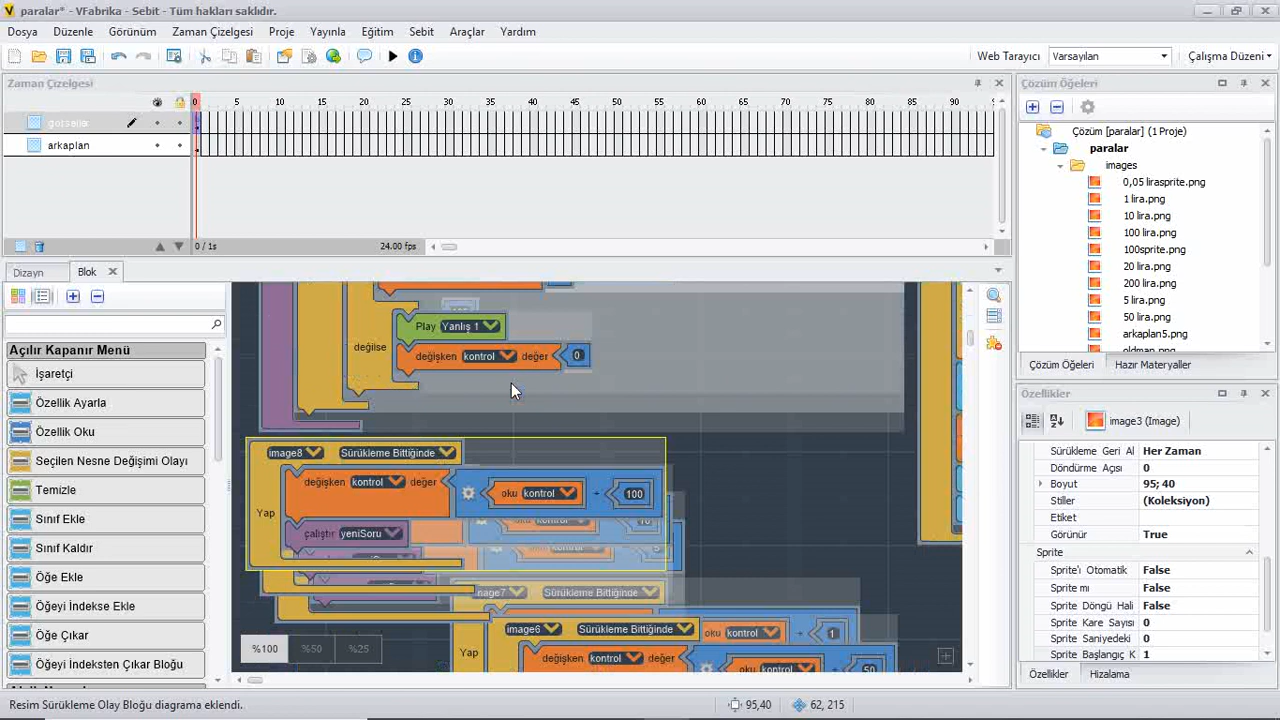 paralar* - VFabrika - Sebit - Tüm hakları saklıdır.
Dosya Düzenle Görünüm Zaman Çizelgesi Proje Yayınla Eğitim Sebit Araçlar Yardım
Web Tarayıcı Varsayılan Çalışma Düzeni
Zaman Çizelgesi
0 5 10 15 20 25 30 35 40 45 50 55 60 65 70 75 80 85 90
görseller
arkaplan
0 / 1s 24.00 fps
Dizayn Blok
Açılır Kapanır Menü
İşaretçi
Özellik Ayarla
Özellik Oku
Seçilen Nesne Değişimi Olayı
Temizle
Sınıf Ekle
Sınıf Kaldır
Öğe Ekle
Öğeyi İndekse Ekle
Öğe Çıkar
Öğeyi İndeksten Çıkar Bloğu
Play Yanlış 1
değilse
değişken kontrol değer 0
image8 Sürükleme Bittiğinde
değişken kontrol değer oku kontrol + 100
Yap
çalıştır yeniSoru
oku kontrol 10
kontrol 5
image7 Sürükleme Bittiğinde
image6 Sürükleme Bittiğinde oku kontrol + 1
Yap değişken kontrol değer oku kontrol + 50
%100 %50 %25
Çözüm Öğeleri
Çözüm [paralar] (1 Proje)
paralar
images
0,05 lirasprite.png
1 lira.png
10 lira.png
100 lira.png
100sprite.png
20 lira.png
200 lira.png
5 lira.png
50 lira.png
arkaplan5.png
oldman.png
Çözüm Öğeleri Hazır Materyaller
Özellikler
image3 (Image)
Sürükleme Geri Al Her Zaman
Döndürme Açısı 0
Boyut 95; 40
Stiller (Koleksiyon)
Etiket
Görünür True
Sprite
Sprite'ı Otomatik False
Sprite mı False
Sprite Döngü Hali False
Sprite Kare Sayısı 0
Sprite Saniyedeki 0
Sprite Başlangıç K 1
Özellikler Hizalama
Resim Sürükleme Olay Bloğu diagrama eklendi. 95,40 62, 215